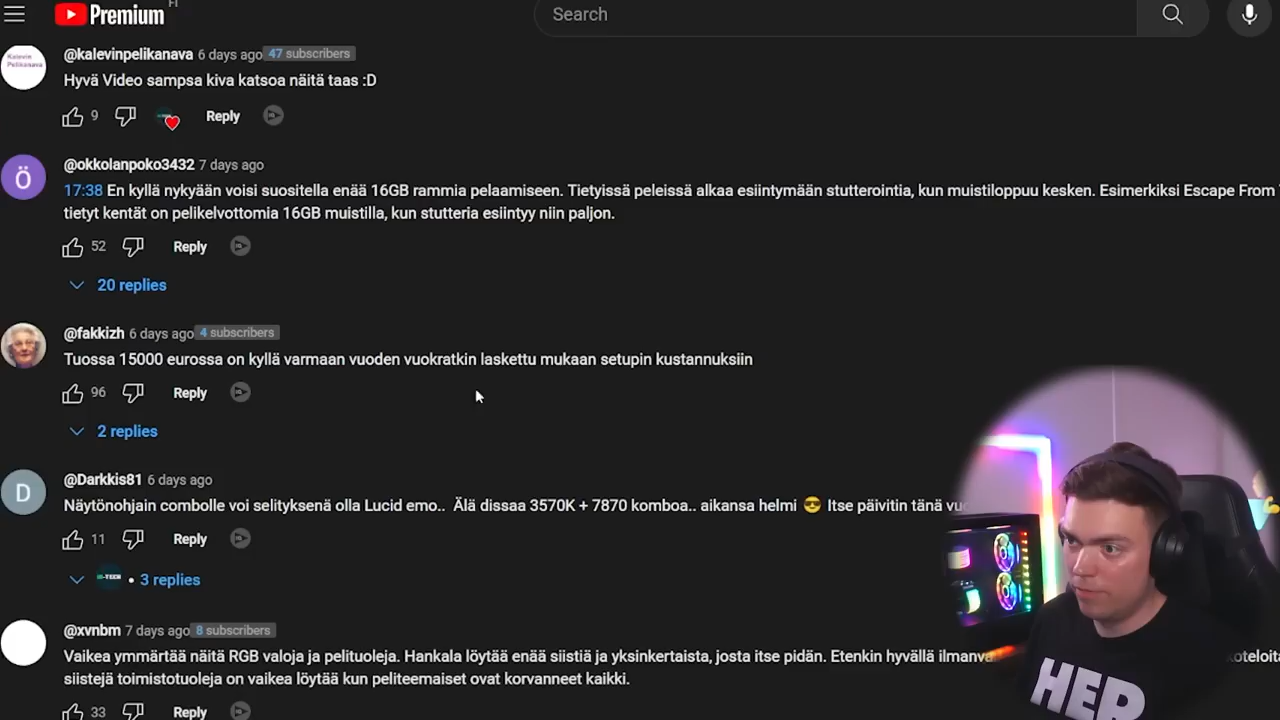 FI
Premium
Search
Kalevin
Pelikanava
@kalevinpelikanava 6 days ago 47 subscribers
Hyvä Video sampsa kiva katsoa näitä taas :D
9 Reply
Ö
@okkolanpoko3432 7 days ago
17:38 En kyllä nykyään voisi suositella enää 16GB rammia pelaamiseen. Tietyissä peleissä alkaa esiintymään stutterointia, kun muistiloppuu kesken. Esimerkiksi Escape From
tietyt kentät on pelikelvottomia 16GB muistilla, kun stutteria esiintyy niin paljon.
52 Reply
20 replies
@fakkizh 6 days ago 4 subscribers
Tuossa 15000 eurossa on kyllä varmaan vuoden vuokratkin laskettu mukaan setupin kustannuksiin
96 Reply
2 replies
D
@Darkkis81 6 days ago
Näytönohjain combolle voi selityksenä olla Lucid emo.. Älä dissaa 3570K + 7870 komboa.. aikansa helmi 😎 Itse päivitin tänä
11 Reply
IO-TECH • 3 replies
@xvnbm 7 days ago 8 subscribers
Vaikea ymmärtää näitä RGB valoja ja pelituoleja. Hankala löytää enää siistiä ja yksinkertaista, josta itse pidän. Etenkin hyvällä koteloita
siistejä toimistotuoleja on vaikea löytää kun peliteemaiset ovat korvanneet kaikki.
33 Reply
HER